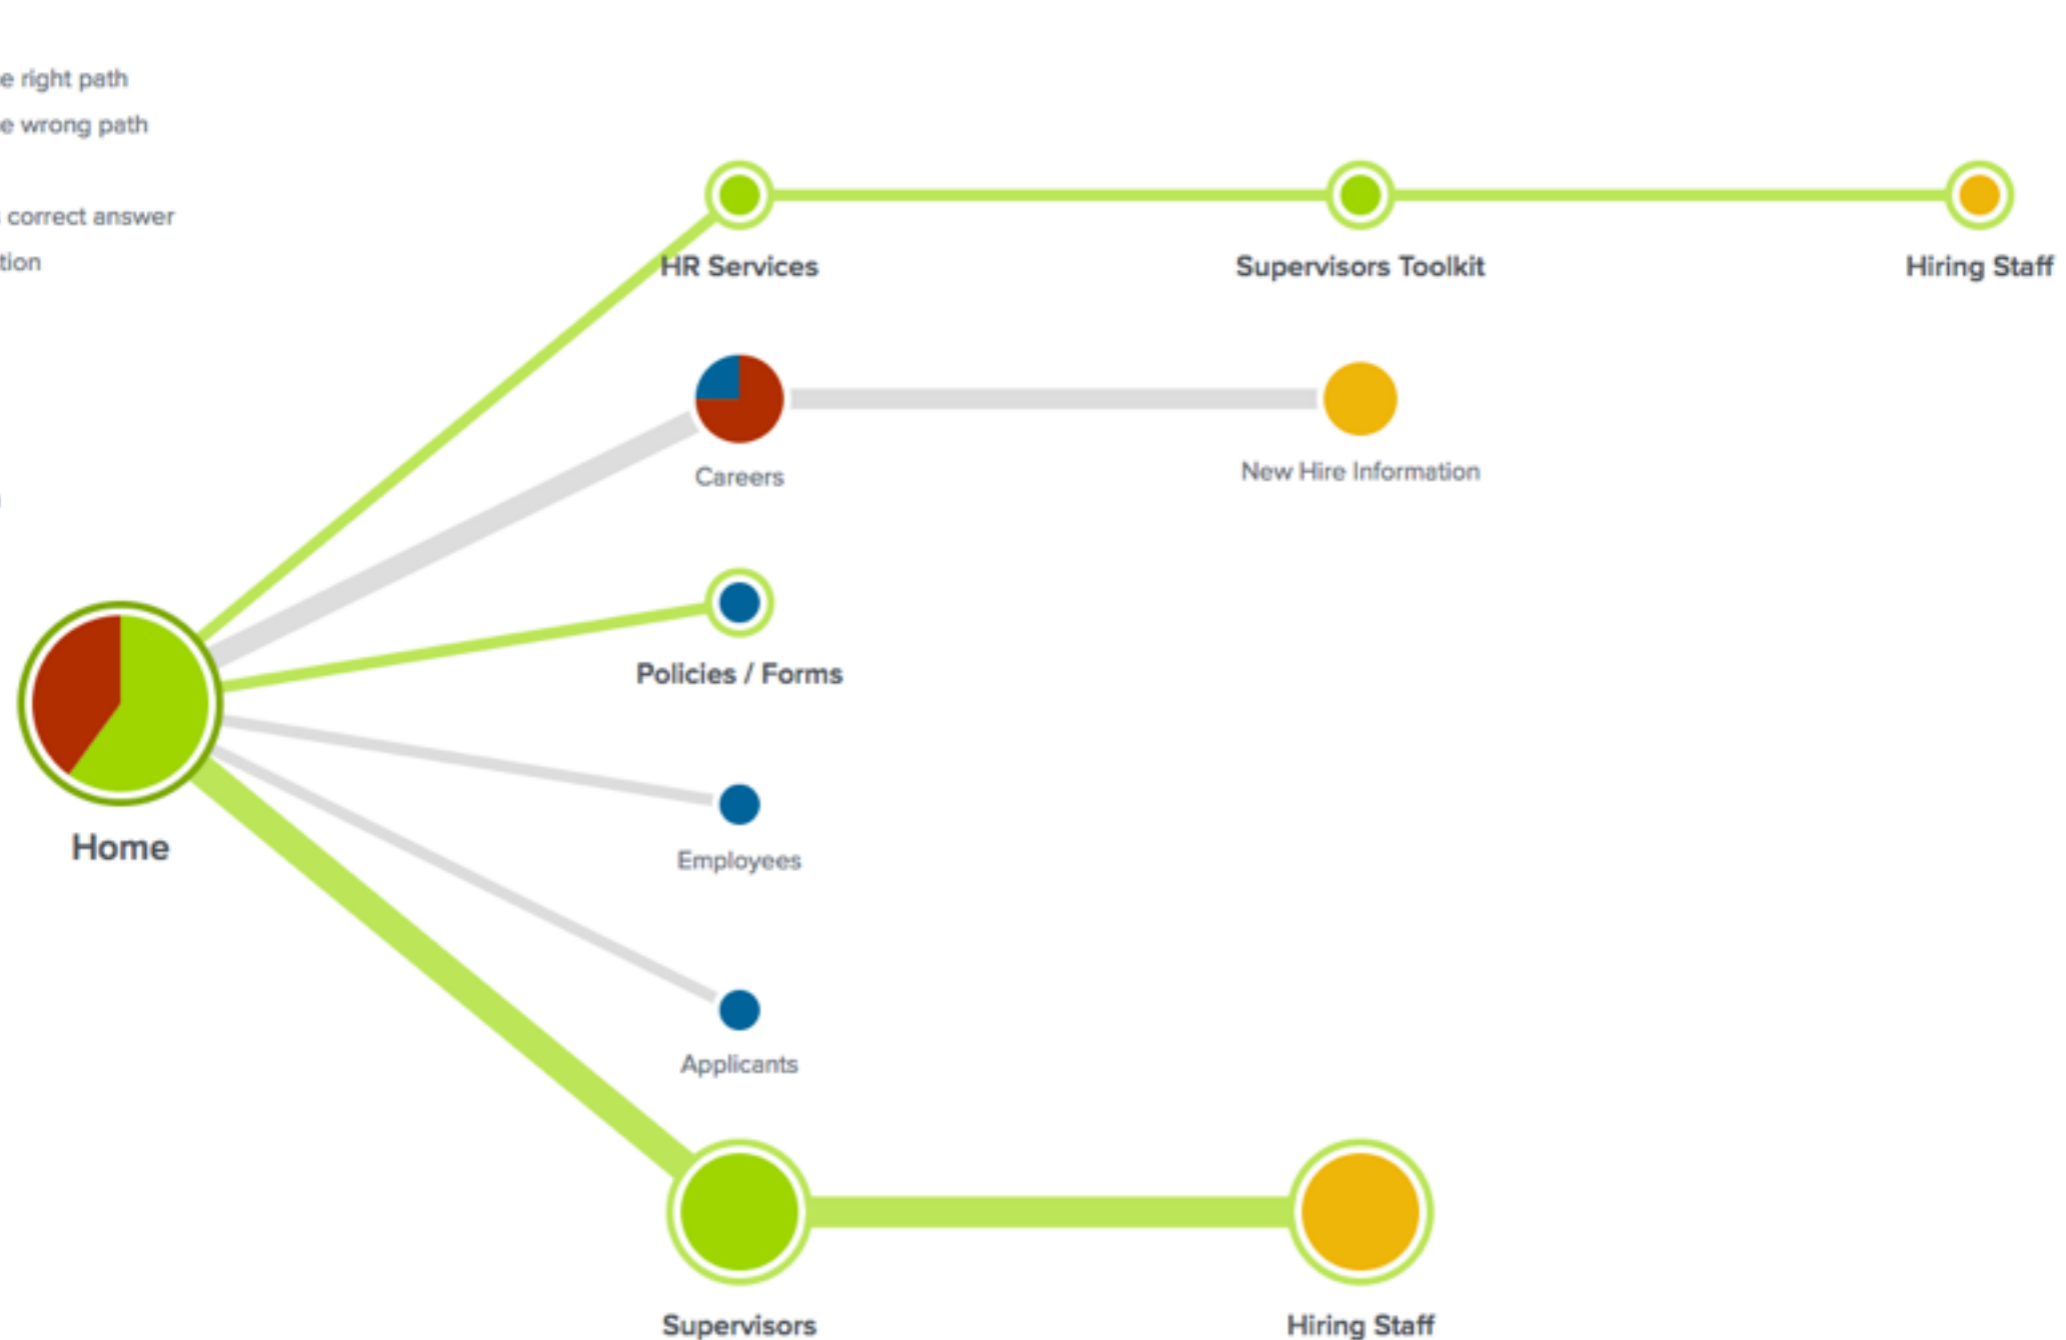 e right path
e wrong path
correct answer
tion
HR Services
Supervisors Toolkit
Hiring Staff
Careers
New Hire Information
Policies / Forms
Home
Employees
Applicants
Supervisors
Hiring Staff